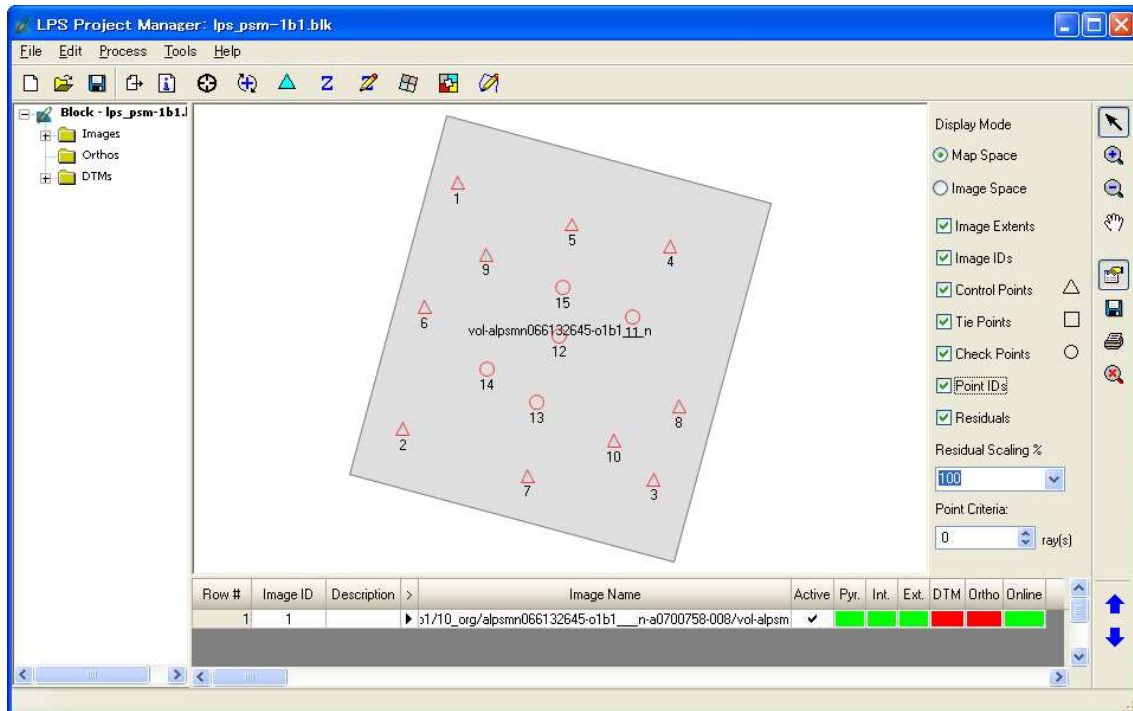 LPS Project Manager: lps_psm-1b1.blk
File Edit Process Tools Help
Block - lps_psm-1b1.l
Images
Orthos
DTMs
1
5
4
9
15
6
vol-alpsmn066132645-o1b1___n
11
12
14
13
8
2
10
7
3
Display Mode
Map Space
Image Space
Image Extents
Image IDs
Control Points
Tie Points
Check Points
Point IDs
Residuals
Residual Scaling %
100
Point Criteria:
0 ray(s)
Row # Image ID Description > Image Name Active Pyr. Int. Ext. DTM Ortho Online
1 1 o1/10_org/alpsmn066132645-o1b1___n-a0700758-008/vol-alpsm